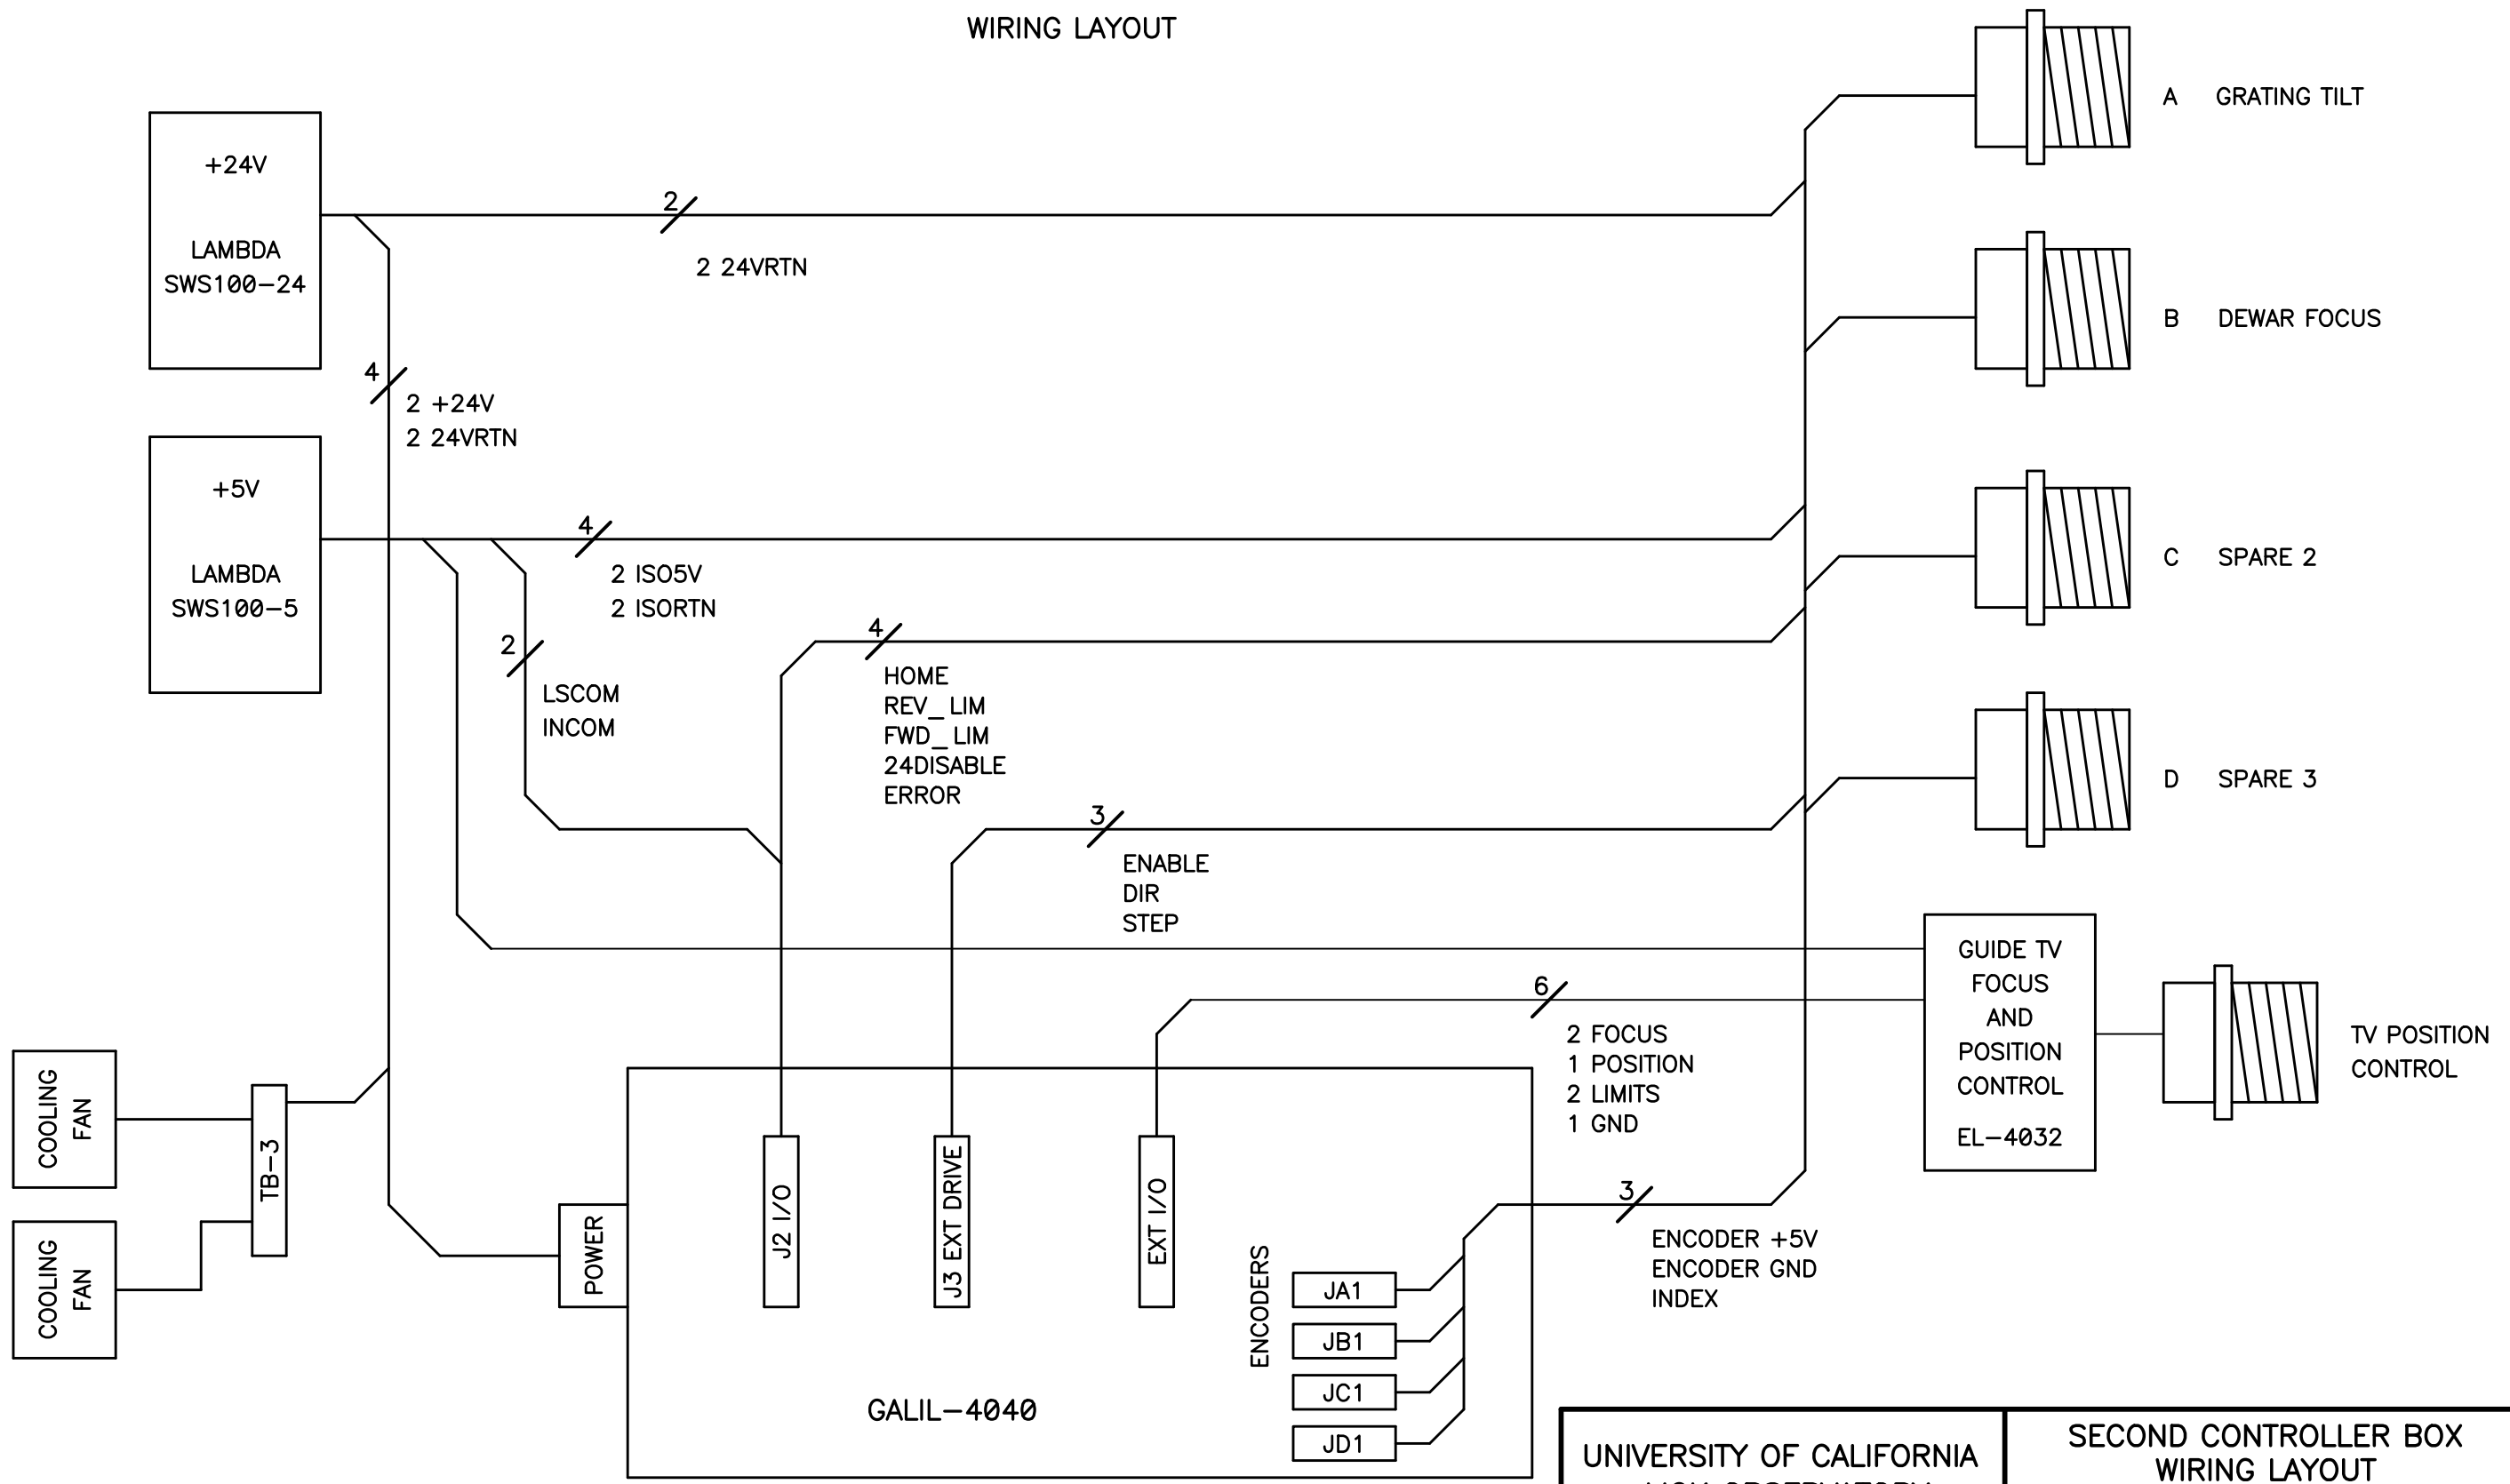 WIRING LAYOUT
A GRATING TILT
+24V
LAMBDA
SWS100-24
2
2 24VRTN
B DEWAR FOCUS
4
2 +24V
2 24VRTN
+5V
LAMBDA
SWS100-5
4
2 ISO5V
2 ISORTN
C SPARE 2
2
LSCOM
INCOM
4
HOME
REV_LIM
FWD_LIM
24DISABLE
ERROR
D SPARE 3
3
ENABLE
DIR
STEP
GUIDE TV
FOCUS
AND
POSITION
CONTROL
EL-4032
TV POSITION
CONTROL
6
2 FOCUS
1 POSITION
2 LIMITS
1 GND
COOLING
FAN
TB-3
COOLING
FAN
POWER
J2 I/O
J3 EXT DRIVE
EXT I/O
3
ENCODER +5V
ENCODER GND
INDEX
ENCODERS
JA1
JB1
JC1
JD1
GALIL-4040
UNIVERSITY OF CALIFORNIA
SECOND CONTROLLER BOX
WIRING LAYOUT